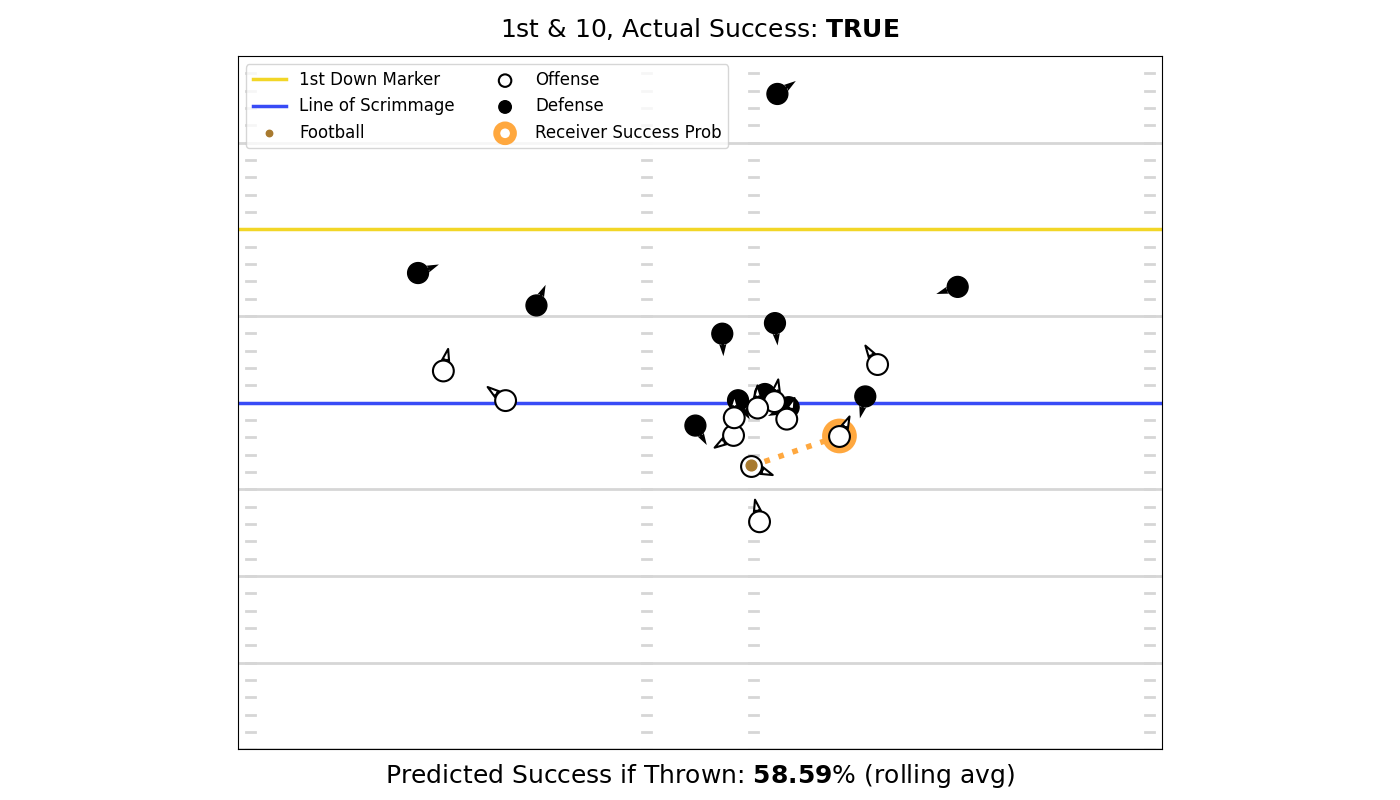 1st & 10, Actual Success: TRUE
1st Down Marker
Line of Scrimmage
Football
Offense
Defense
Receiver Success Prob
Predicted Success if Thrown: 58.59% (rolling avg)